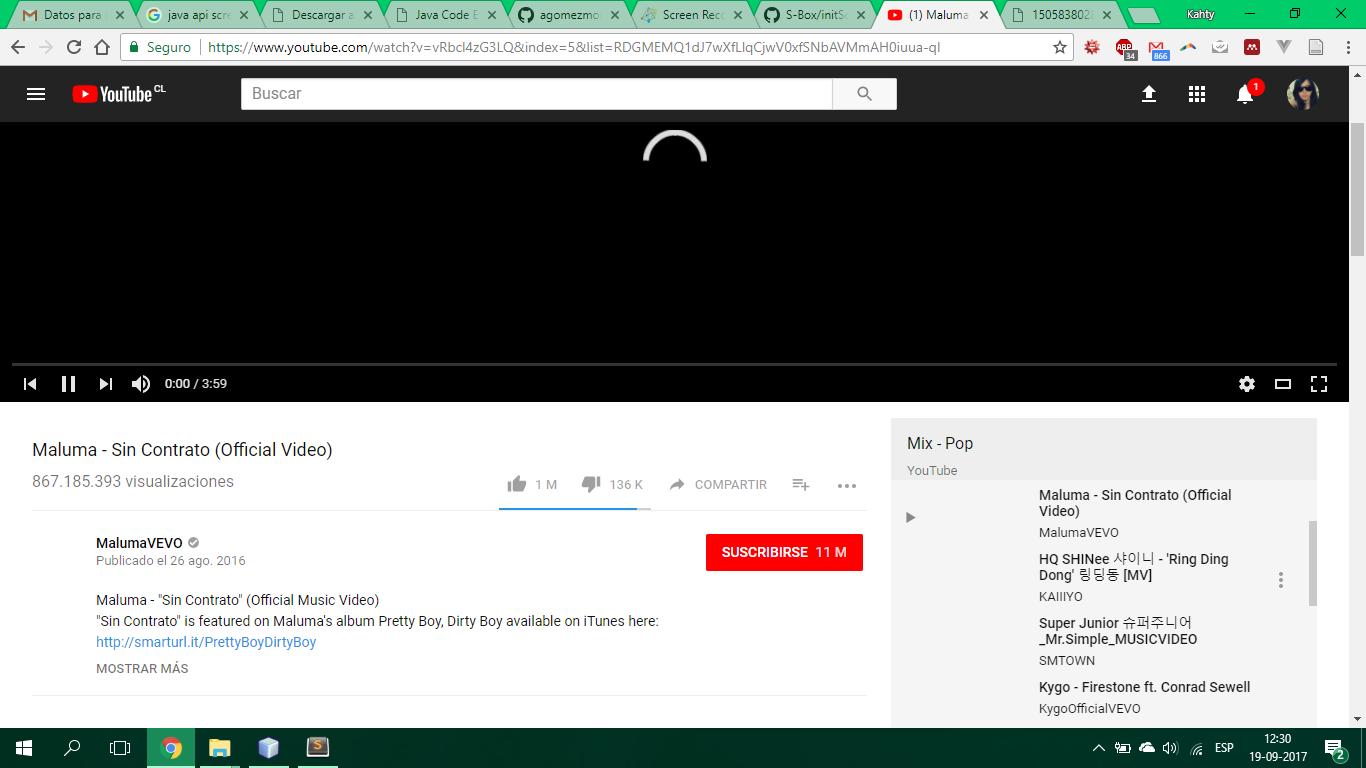 Datos para
java api scre
Descargar a
Java Code E
agomezmo
Screen Reco
S-Box/initSc
(1) Maluma
1505838028
Kahty
Seguro | https://www.youtube.com/watch?v=vRbcl4zG3LQ&index=5&list=RDGMEMQ1dJ7wXfLlqCjwV0xfSNbAVMmAH0iuua-qI
ABP 34
866
YouTube CL
Buscar
1
0:00 / 3:59
Maluma - Sin Contrato (Official Video)
867.185.393 visualizaciones
1 M
136 K
COMPARTIR
MalumaVEVO
Publicado el 26 ago. 2016
SUSCRIBIRSE 11 M
Maluma - "Sin Contrato" (Official Music Video)
"Sin Contrato" is featured on Maluma's album Pretty Boy, Dirty Boy available on iTunes here:
http://smarturl.it/PrettyBoyDirtyBoy
MOSTRAR MÁS
Mix - Pop
YouTube
Maluma - Sin Contrato (Official
Video)
MalumaVEVO
HQ SHINee 샤이니 - 'Ring Ding
Dong' 링딩동 [MV]
KAIIIYO
Super Junior 슈퍼주니어
_Mr.Simple_MUSICVIDEO
SMTOWN
Kygo - Firestone ft. Conrad Sewell
KygoOfficialVEVO
ESP
12:30
19-09-2017
2